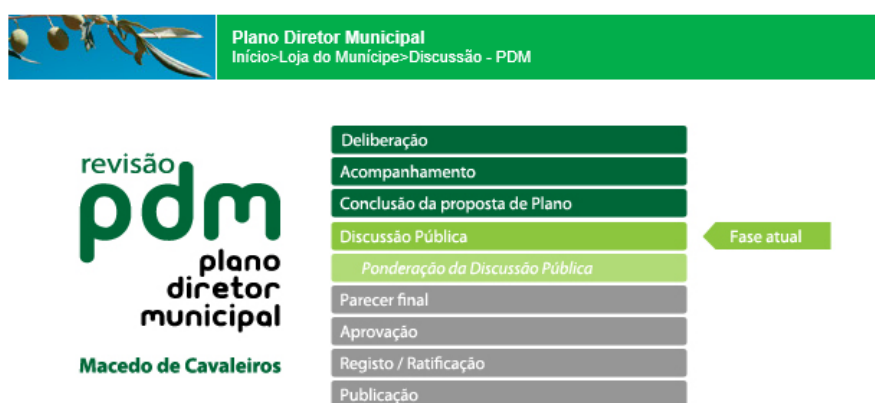 Plano Diretor Municipal
Início>Loja do Munícipe>Discussão - PDM
revisão
pdm
plano
diretor
municipal
Macedo de Cavaleiros
Deliberação
Acompanhamento
Conclusão da proposta de Plano
Discussão Pública
Fase atual
Ponderação da Discussão Pública
Parecer final
Aprovação
Registo / Ratificação
Publicação